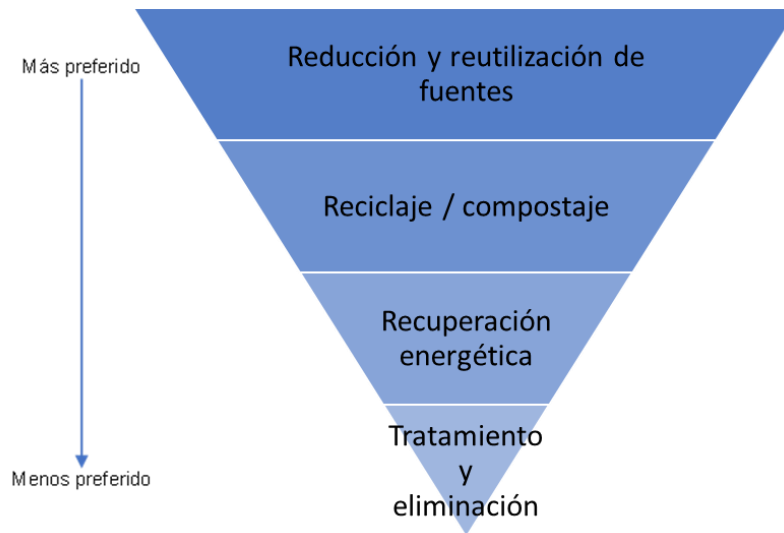 Más preferido
Reducción y reutilización de
fuentes
Reciclaje / compostaje
Recuperación
energética
Tratamiento
y
eliminación
Menos preferido